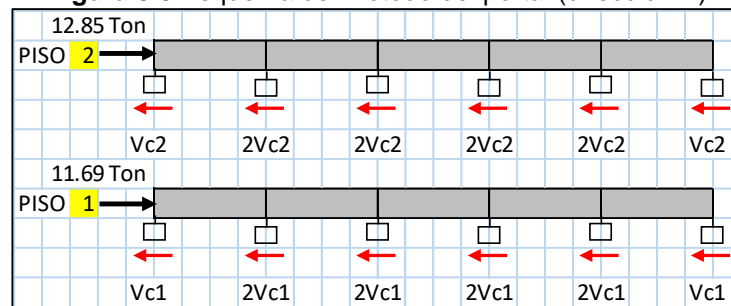 12.85 Ton
PISO 2
Vc2 2Vc2 2Vc2 2Vc2 2Vc2 Vc2
11.69 Ton
PISO 1
Vc1 2Vc1 2Vc1 2Vc1 2Vc1 Vc1